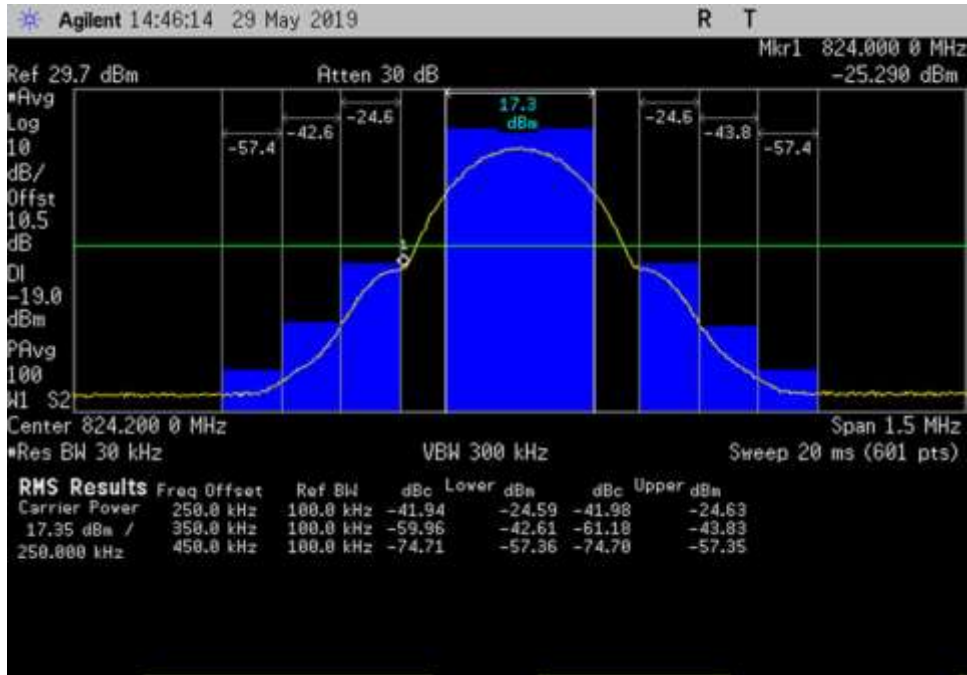 Agilent 14:46:14 29 May 2019 R T
Mkr1 824.000 0 MHz
Ref 29.7 dBm Atten 30 dB -25.290 dBm
*Avg
Log
10
dB/
Offst
10.5
dB
DI
-19.0
dBm
PAvg
100
W1 S2
-57.4 -42.6 -24.6 17.3 dBm -24.6 -43.8 -57.4
Center 824.200 0 MHz Span 1.5 MHz
*Res BW 30 kHz VBW 300 kHz Sweep 20 ms (601 pts)
RMS Results Freq Offset Ref BW dBc Lower dBm dBc Upper dBm
Carrier Power 250.0 kHz 100.0 kHz -41.94 -24.59 -41.98 -24.63
17.35 dBm / 350.0 kHz 100.0 kHz -59.96 -42.61 -61.18 -43.83
250.000 kHz 450.0 kHz 100.0 kHz -74.71 -57.36 -74.70 -57.35